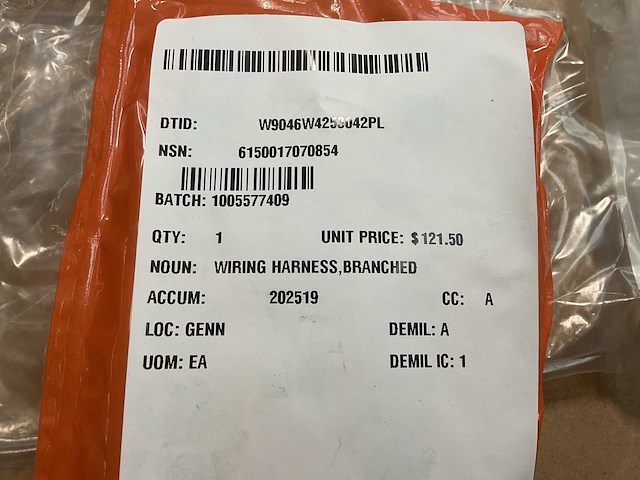 DTID:
NSN: 6150017070854
BATCH: 1005577409
QTY: 1 UNIT PRICE: $121.50
NOUN: WIRING HARNESS,BRANCHED
ACCUM: 202519 CC: A
LOC: GENN DEMIL: A
UOM: EA DEMIL IC: 1